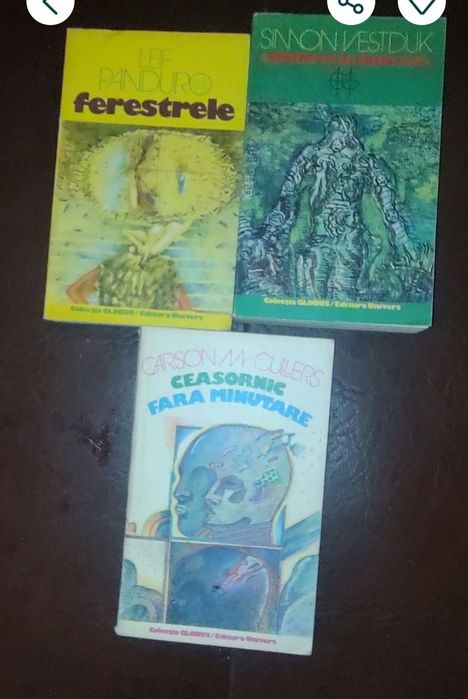 LEIF
PANDURO
ferestrele
Colecția GLOBUS/Editura Univers
SIMON VESTDIJK
Colecția GLOBUS/Editura Univers
CARSON McCULLERS
CEASORNIC
FARA MINUTARE
Colecția GLOBUS/Editura Univers